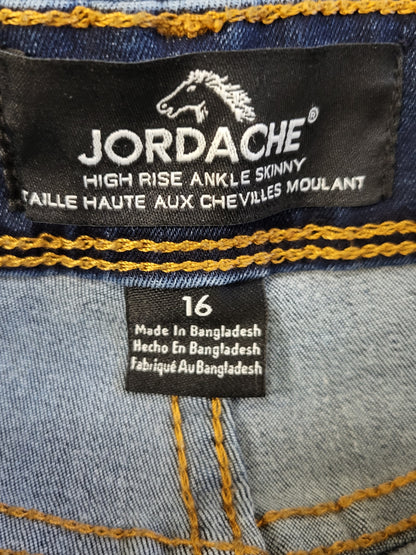 JORDACHE®
HIGH RISE ANKLE SKINNY
TAILLE HAUTE AUX CHEVILLES MOULANT
16
Made In Bangladesh
Hecho En Bangladesh
Fabriqué Au Bangladesh